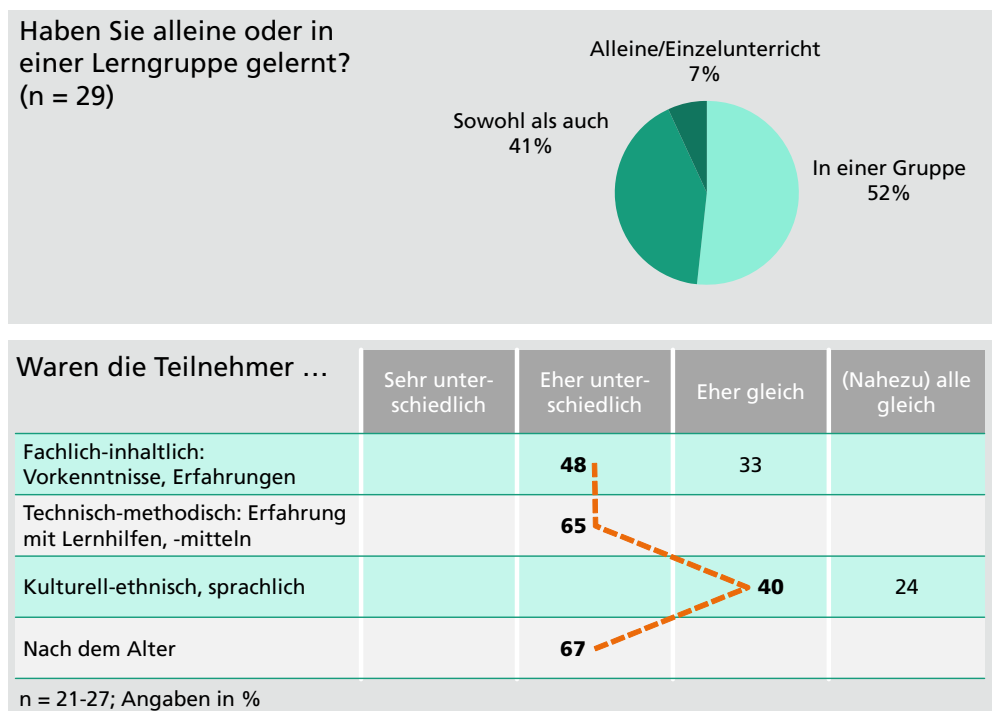 Haben Sie alleine oder in
einer Lerngruppe gelernt?
(n = 29)
Alleine/Einzelunterricht
7%
Sowohl als auch
41%
In einer Gruppe
52%
Waren die Teilnehmer …
Sehr unter-
schiedlich
Eher unter-
schiedlich
Eher gleich
(Nahezu) alle
gleich
Fachlich-inhaltlich:
Vorkenntnisse, Erfahrungen
48
33
Technisch-methodisch: Erfahrung
mit Lernhilfen, -mitteln
65
Kulturell-ethnisch, sprachlich
40
24
Nach dem Alter
67
n = 21-27; Angaben in %